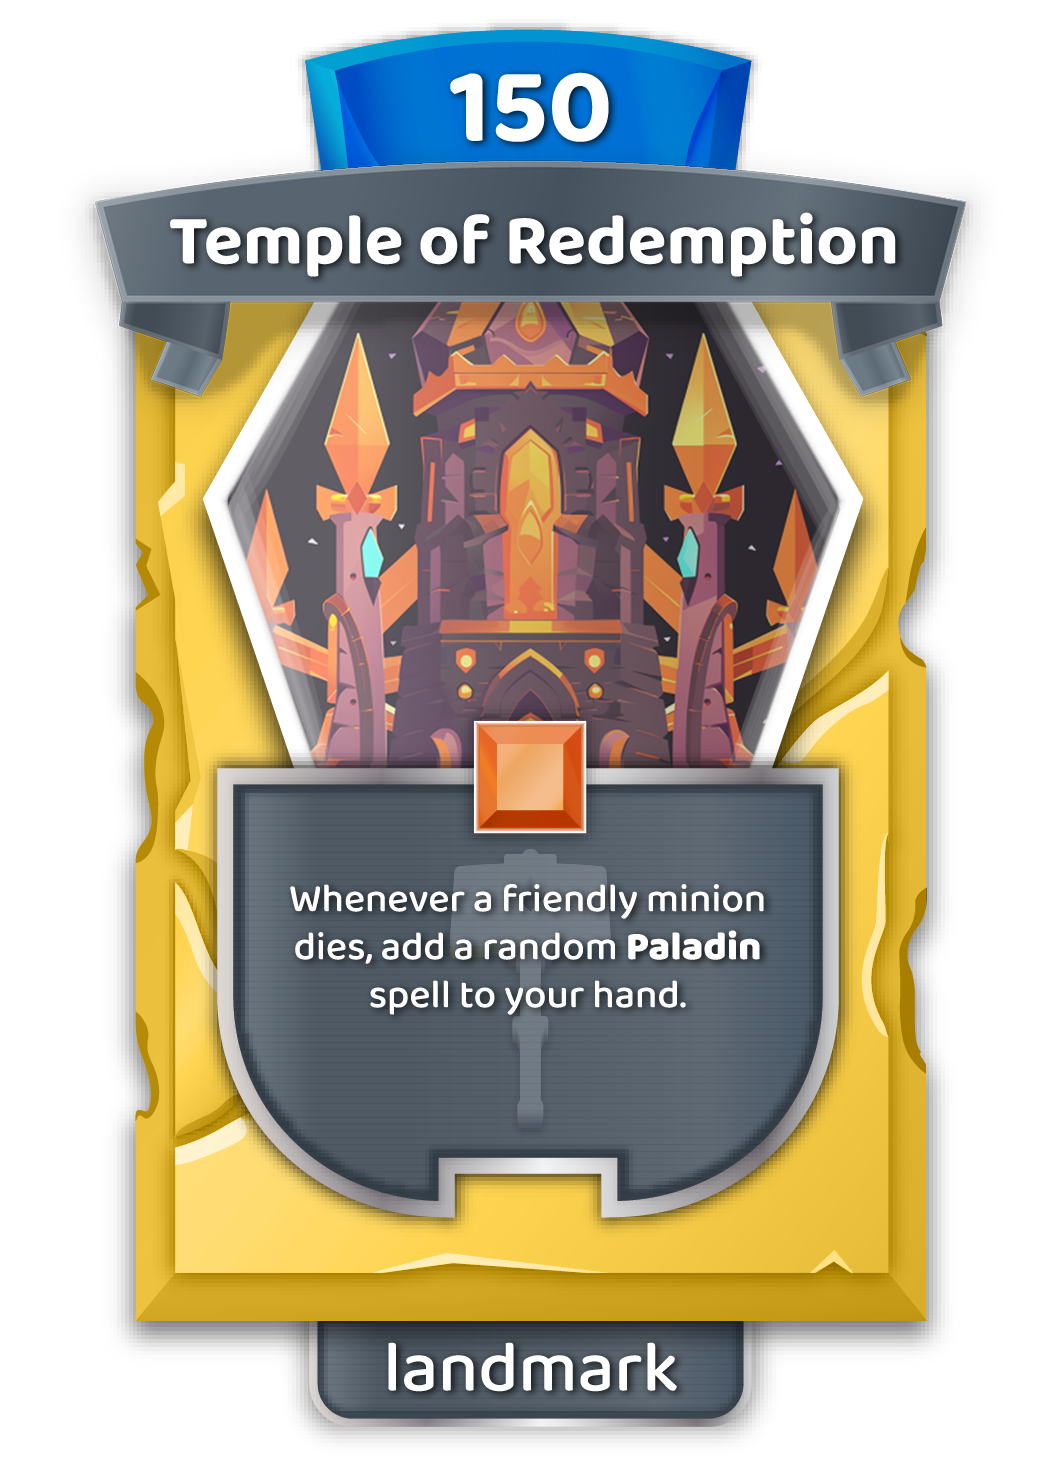 150
Temple of Redemption
Whenever a friendly minion
dies, add a random Paladin
spell to your hand.
landmark